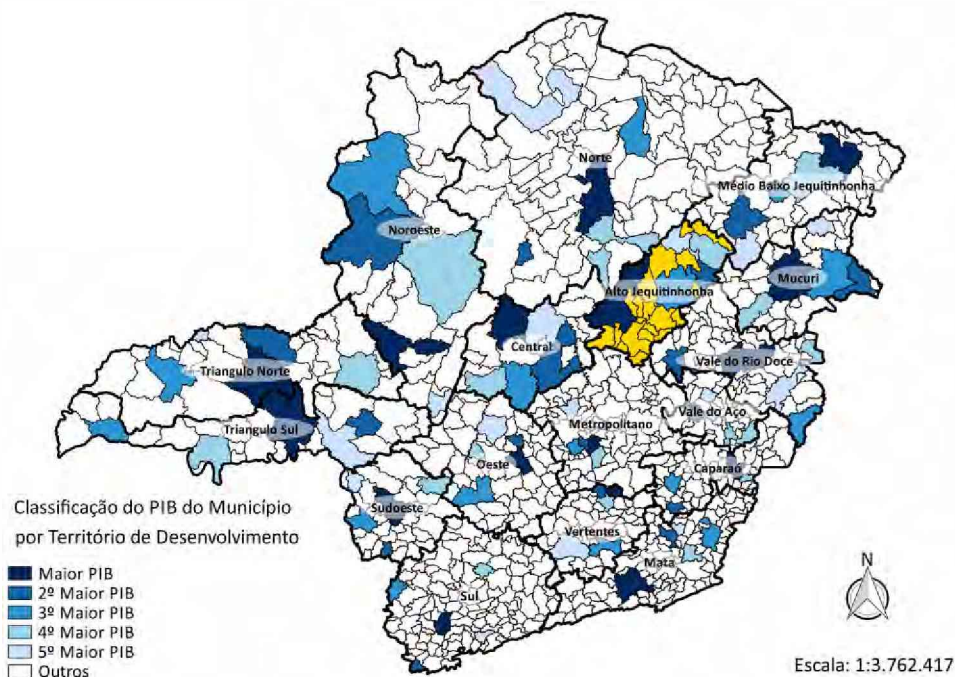 Norte
Médio Baixo Jequitinhonha
Noroeste
Mucuri
Alto Jequitinhonha
Central
Vale do Rio Doce
Triangulo Norte
Vale do Aço
Metropolitano
Triangulo Sul
Oeste
Caparaó
Sudoeste
Vertentes
Mata
Sul
Classificação do PIB do Município
por Território de Desenvolvimento
Maior PIB
2º Maior PIB
3º Maior PIB
4º Maior PIB
5º Maior PIB
Outros
N
Escala: 1:3.762.417